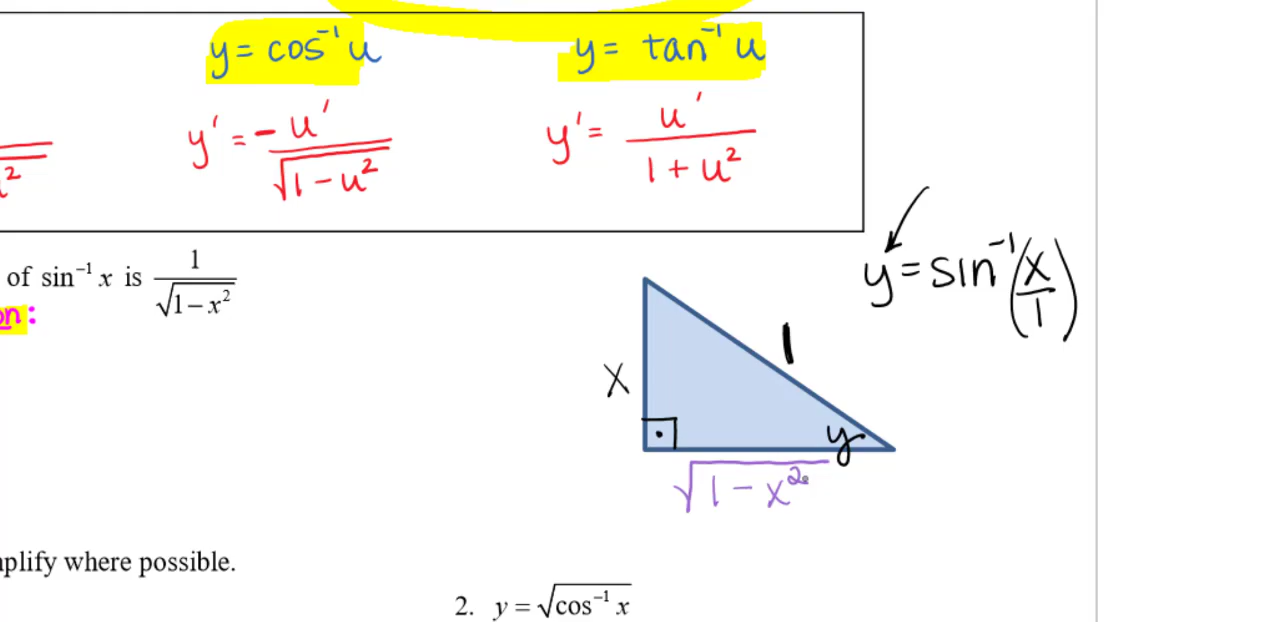 y = cos⁻¹ u
y = tan⁻¹ u
y' = -u' / √(1 - u²)
y' = u' / (1 + u²)
of sin⁻¹ x is 1 / √(1 - x²)
y = sin⁻¹(x/1)
x
1
y
√(1 - x²)
where possible.
2. y = √(cos⁻¹ x)